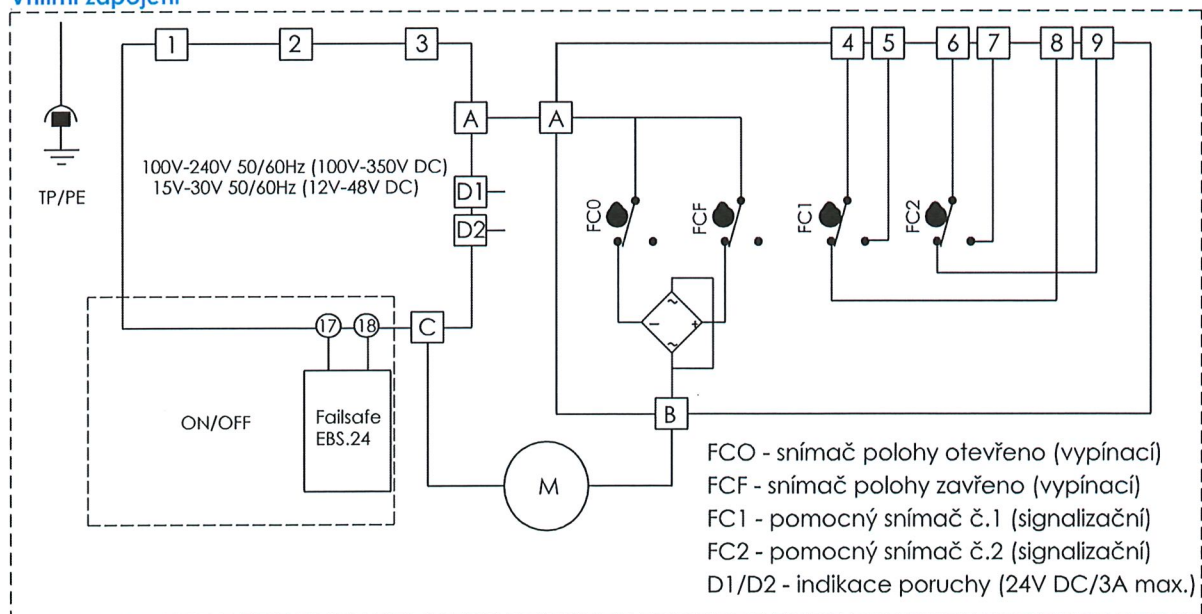 Vnitřní zapojení
1 2 3 4 5 6 7 8 9
A A
100V-240V 50/60Hz (100V-350V DC)
15V-30V 50/60Hz (12V-48V DC)
TP/PE
D1
D2
FC0
FCF
FC1
FC2
17 18
C
~
- +
~
ON/OFF
Failsafe
EBS.24
B
M
FCO - snímač polohy otevřeno (vypínací)
FCF - snímač polohy zavřeno (vypínací)
FC1 - pomocný snímač č.1 (signalizační)
FC2 - pomocný snímač č.2 (signalizační)
D1/D2 - indikace poruchy (24V DC/3A max.)